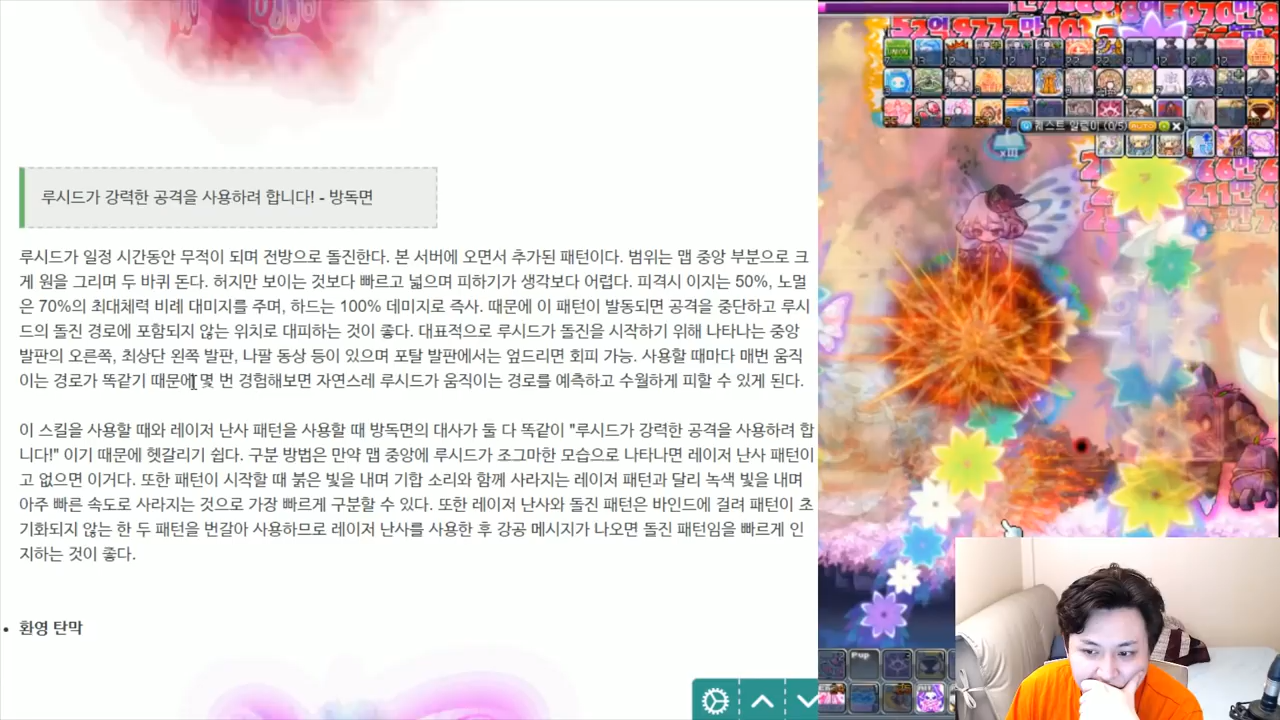 루시드가 강력한 공격을 사용하려 합니다! - 방독면
루시드가 일정 시간동안 무적이 되며 전방으로 돌진한다. 본 서버에 오면서 추가된 패턴이다. 범위는 맵 중앙 부분으로 크
게 원을 그리며 두 바퀴 돈다. 허지만 보이는 것보다 빠르고 넓으며 피하기가 생각보다 어렵다. 피격시 이지는 50%, 노멀
은 70%의 최대체력 비례 대미지를 주며, 하드는 100% 데미지로 즉사. 때문에 이 패턴이 발동되면 공격을 중단하고 루시
드의 돌진 경로에 포함되지 않는 위치로 대피하는 것이 좋다. 대표적으로 루시드가 돌진을 시작하기 위해 나타나는 중앙
발판의 오른쪽, 최상단 왼쪽 발판, 나팔 동상 등이 있으며 포탈 발판에서는 엎드리면 회피 가능. 사용할 때마다 매번 움직
이는 경로가 똑같기 때문에 몇 번 경험해보면 자연스레 루시드가 움직이는 경로를 예측하고 수월하게 피할 수 있게 된다.
이 스킬을 사용할 때와 레이저 난사 패턴을 사용할 때 방독면의 대사가 둘 다 똑같이 "루시드가 강력한 공격을 사용하려 합
니다!" 이기 때문에 헷갈리기 쉽다. 구분 방법은 만약 맵 중앙에 루시드가 조그마한 모습으로 나타나면 레이저 난사 패턴이
고 없으면 이거다. 또한 패턴이 시작할 때 붉은 빛을 내며 기합 소리와 함께 사라지는 레이저 패턴과 달리 녹색 빛을 내며
아주 빠른 속도로 사라지는 것으로 가장 빠르게 구분할 수 있다. 또한 레이저 난사와 돌진 패턴은 바인드에 걸려 패턴이 초
기화되지 않는 한 두 패턴을 번갈아 사용하므로 레이저 난사를 사용한 후 강공 메시지가 나오면 돌진 패턴임을 빠르게 인
지하는 것이 좋다.
• 환영 탄막
52억 9777만 101
퀘스트 알림이 (0/5) AUTO
XIII
211만 4